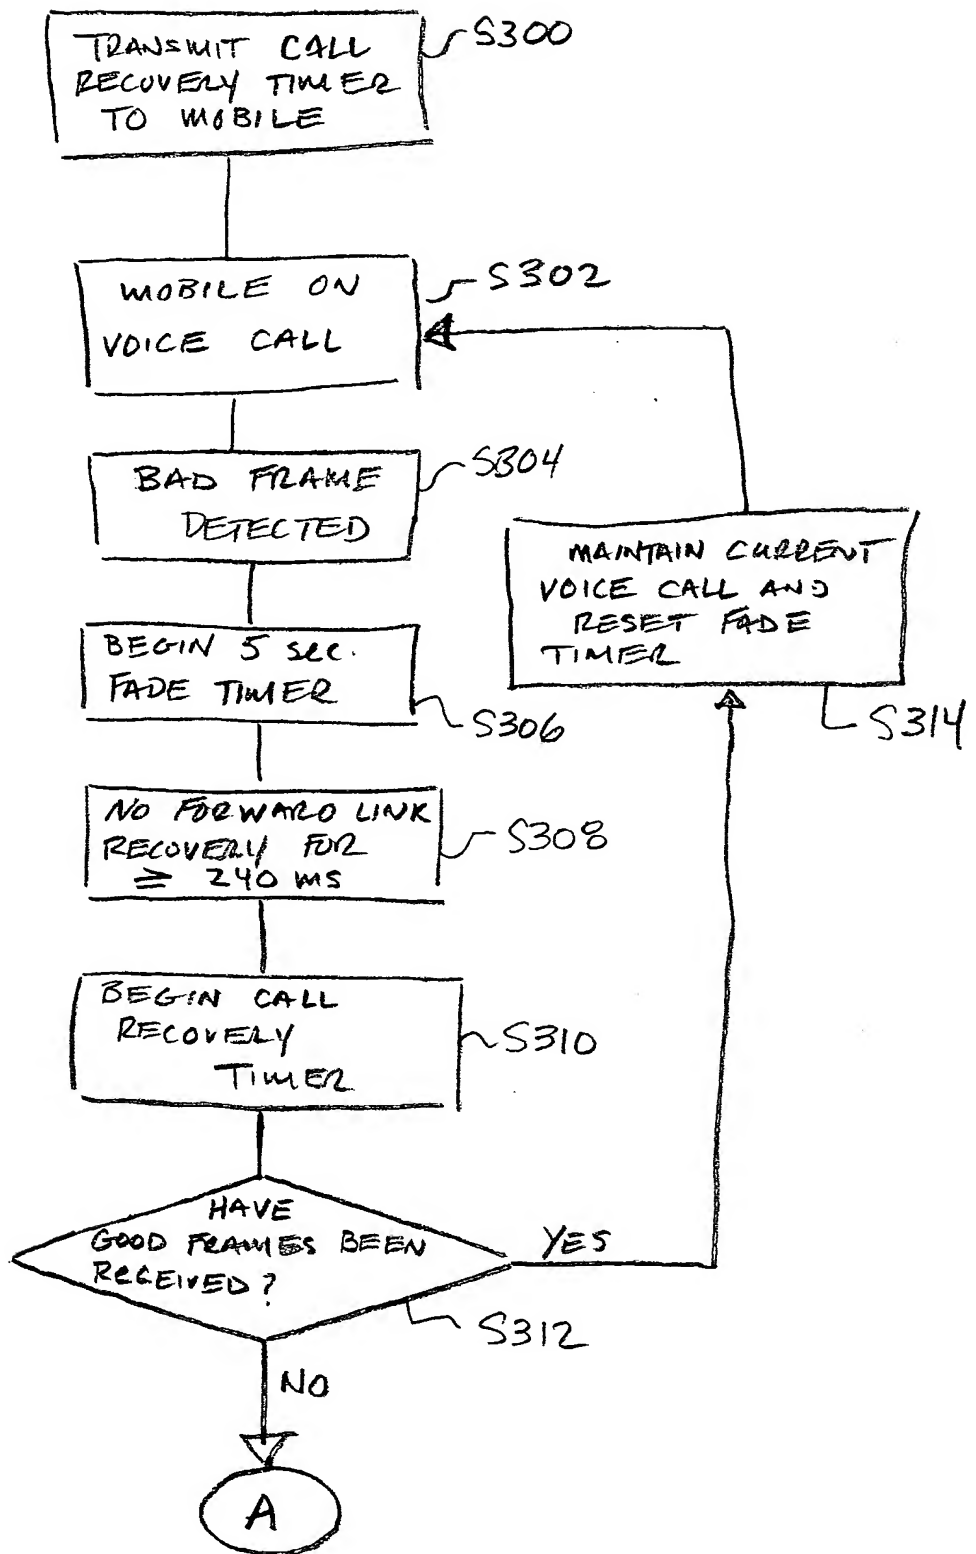 TRANSMIT CALL
RECOVERY TIMER
TO MOBILE
S300
MOBILE ON
VOICE CALL
S302
BAD FRAME
DETECTED
S304
BEGIN 5 SEC.
FADE TIMER
S306
MAINTAIN CURRENT
VOICE CALL AND
RESET FADE
TIMER
S314
NO FORWARD LINK
RECOVERY FOR
≥ 240 MS
S308
BEGIN CALL
RECOVERY
TIMER
S310
HAVE
GOOD FRAMES BEEN
RECEIVED?
YES
S312
NO
A